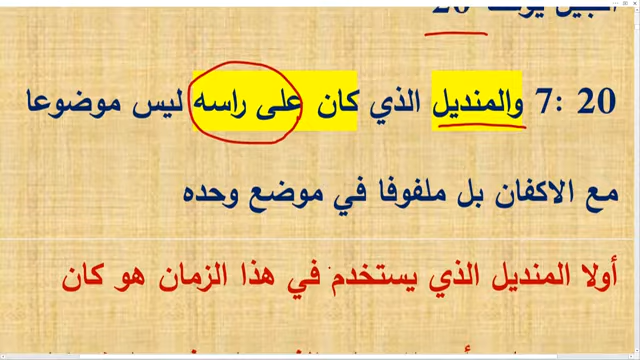 انجيل يوحنا 20
20 :7 والمنديل الذي كان على راسه ليس موضوعا
مع الاكفان بل ملفوفا في موضع وحده
أولا المنديل الذي يستخدم في هذا الزمان هو كان